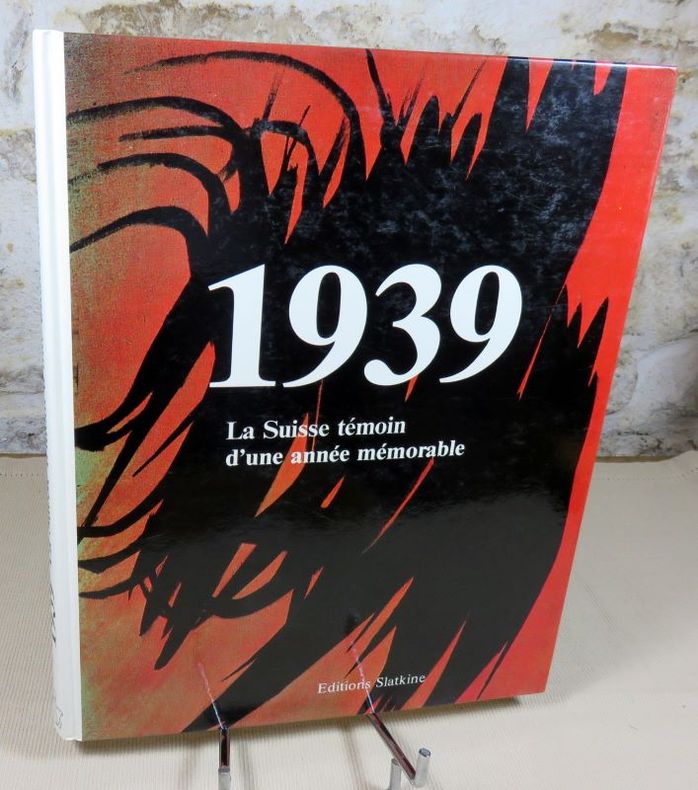 1939
La Suisse témoin
d'une année mémorable
Editions Slatkine